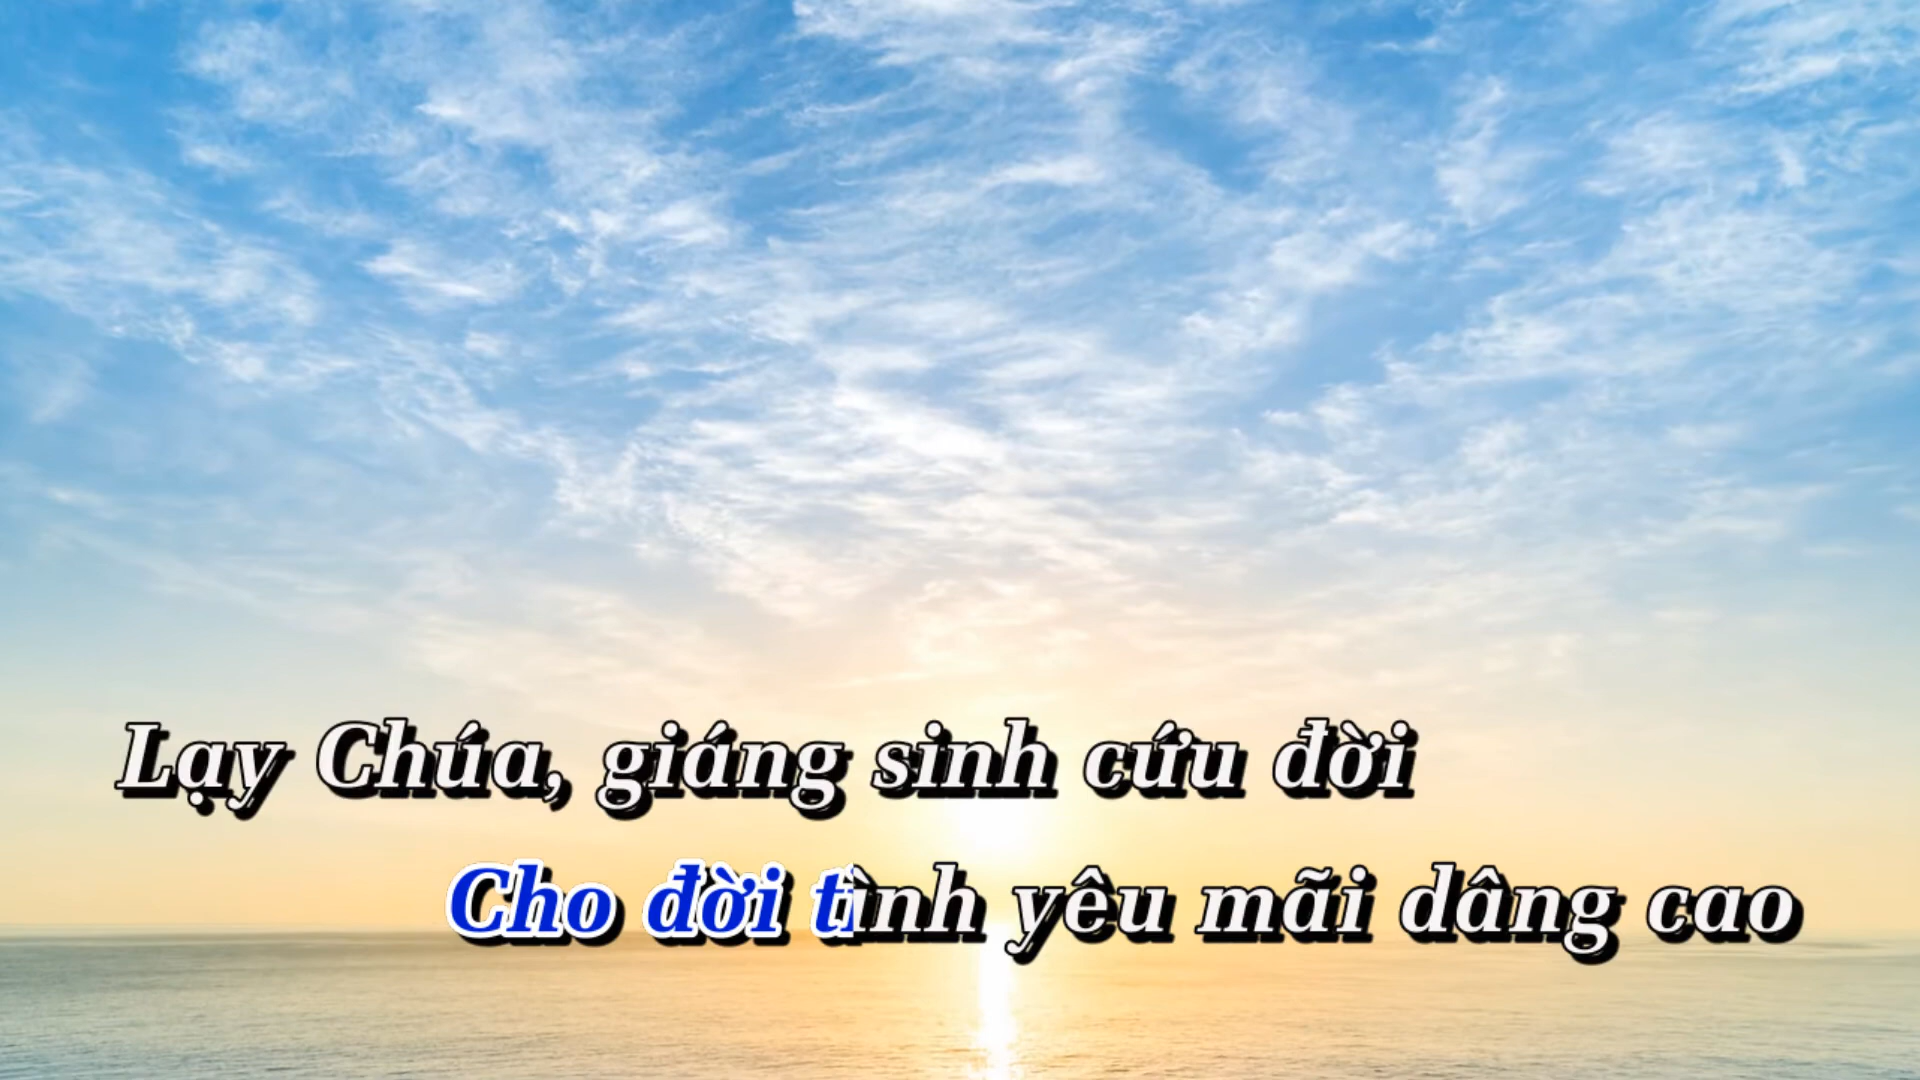 Lạy Chúa, giáng sinh cứu đời
Cho đời tình yêu mãi dâng cao